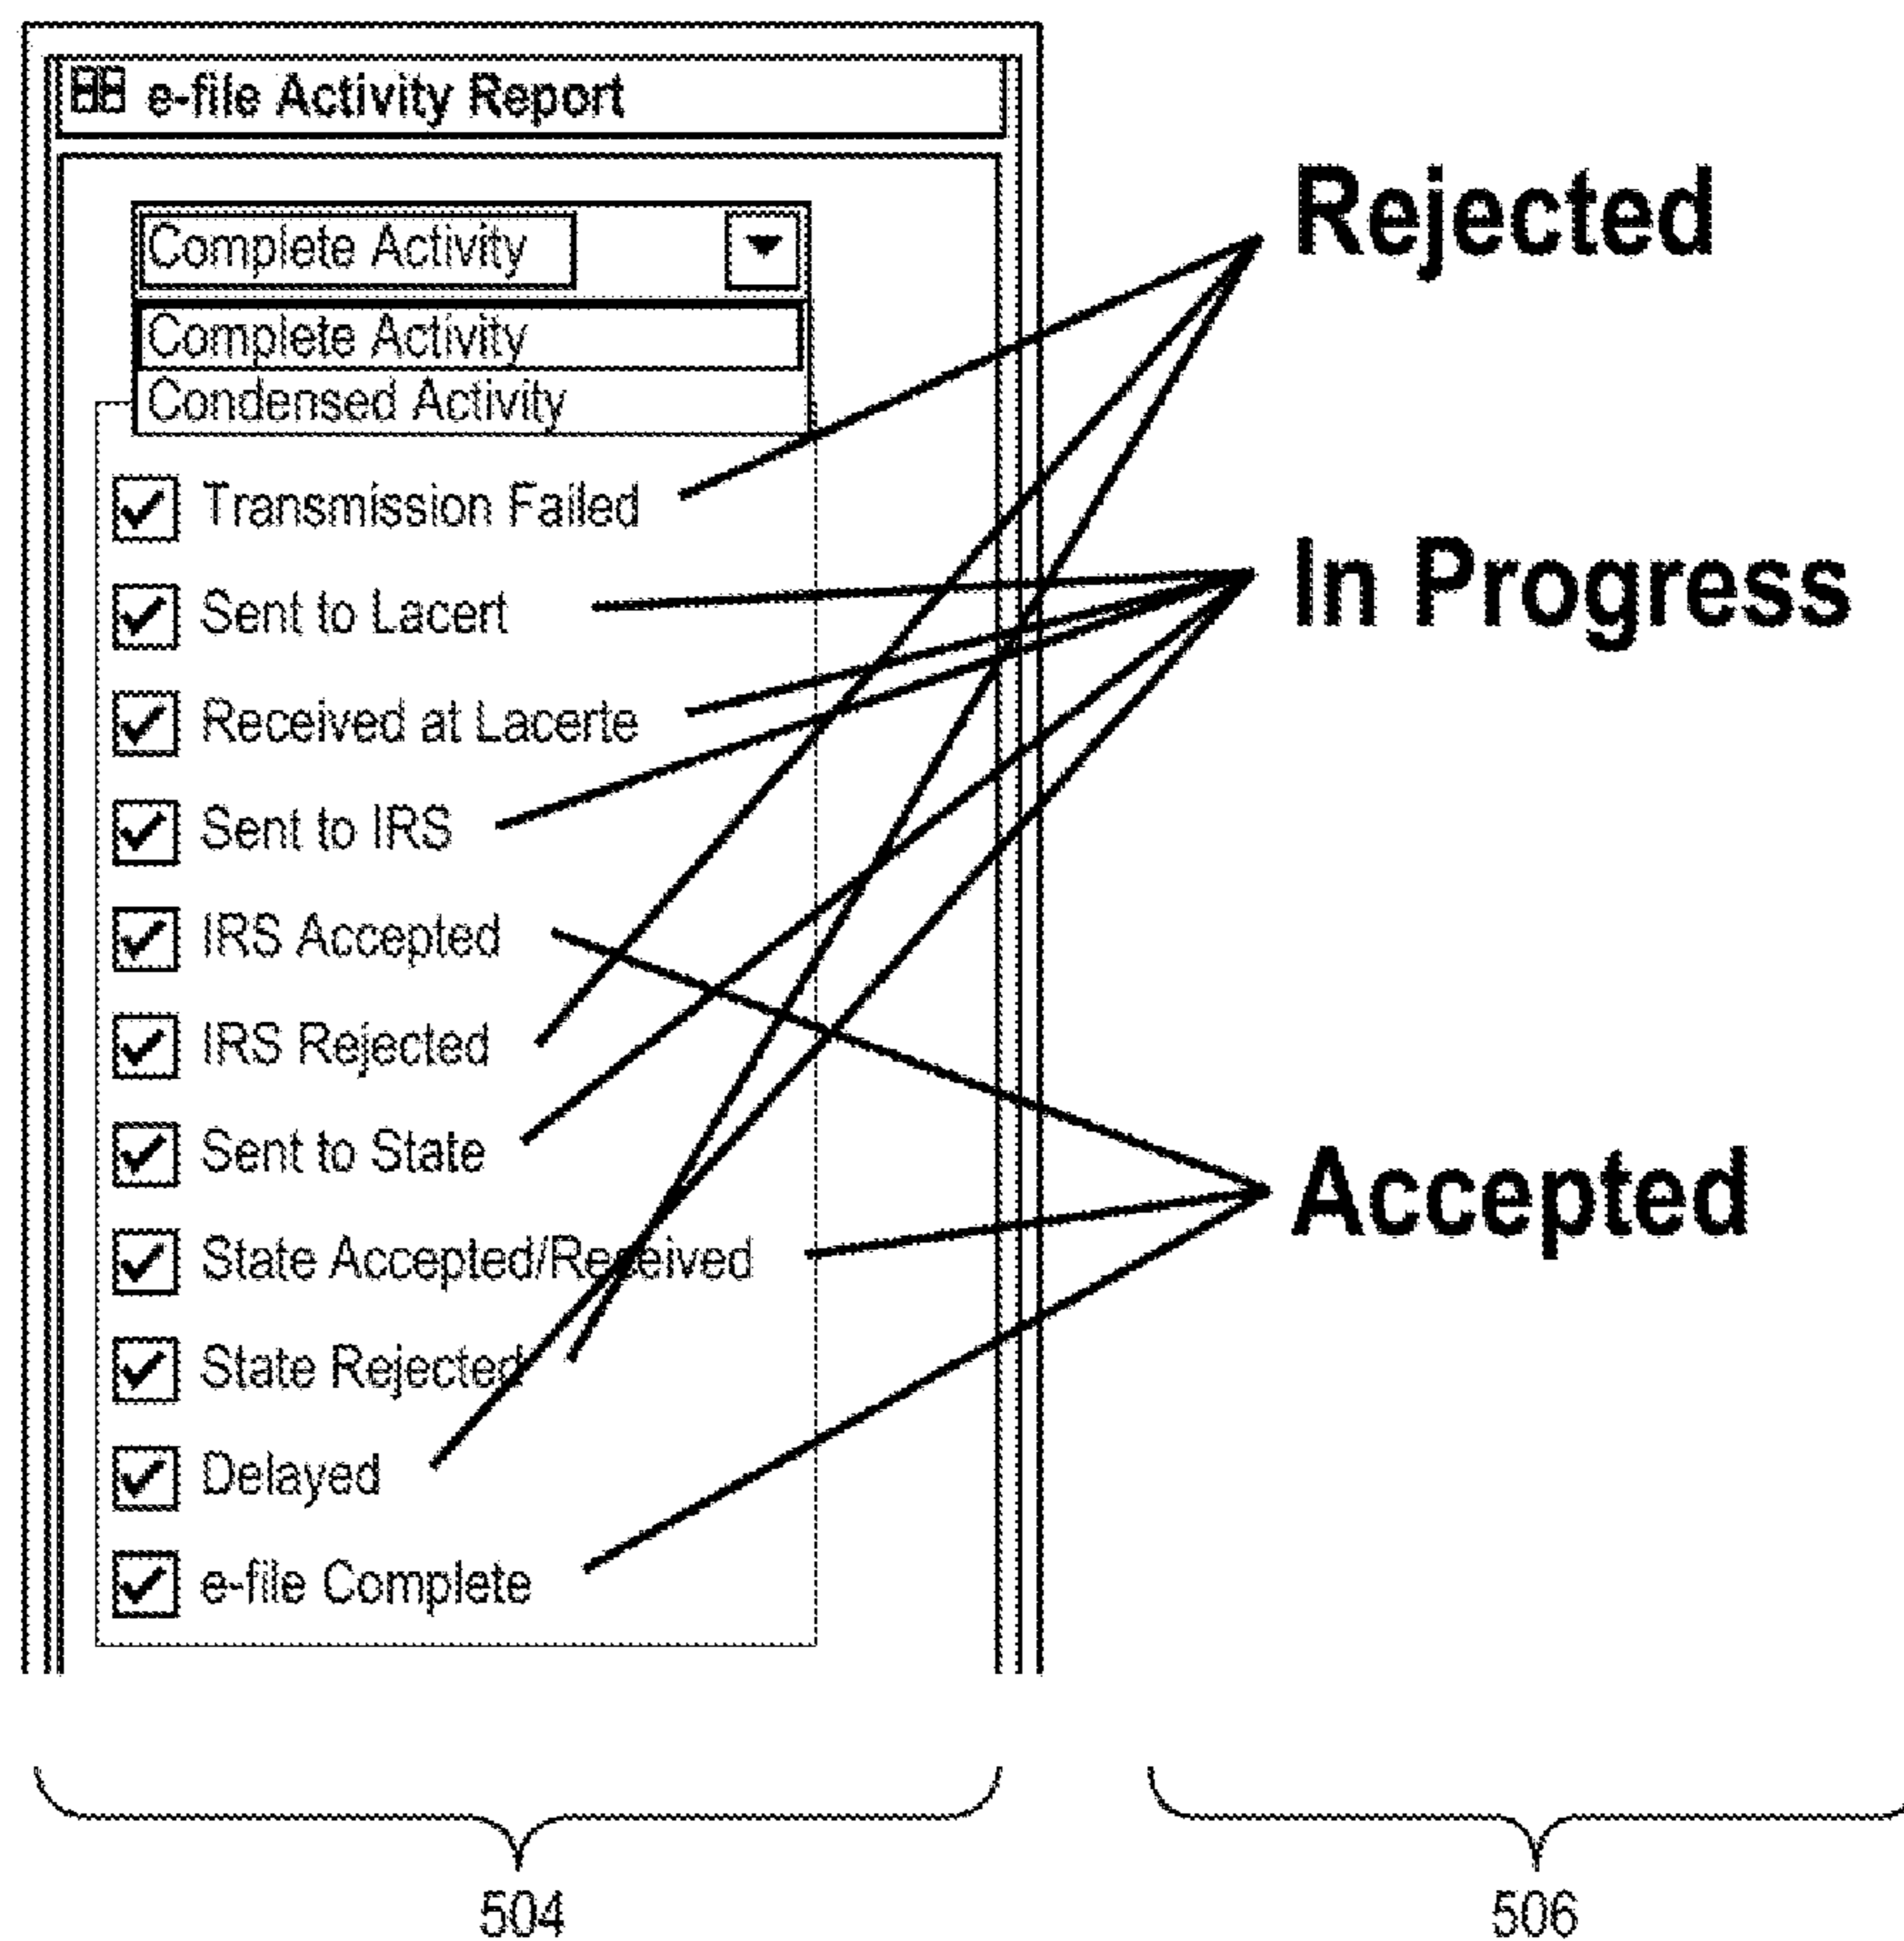 e-file Activity Report
Complete Activity
Complete Activity
Condensed Activity
Transmission Failed
Sent to Lacert
Received at Lacerte
Sent to IRS
IRS Accepted
IRS Rejected
Sent to State
State Accepted/Received
State Rejected
Delayed
e-file Complete
Rejected
In Progress
Accepted
504
506